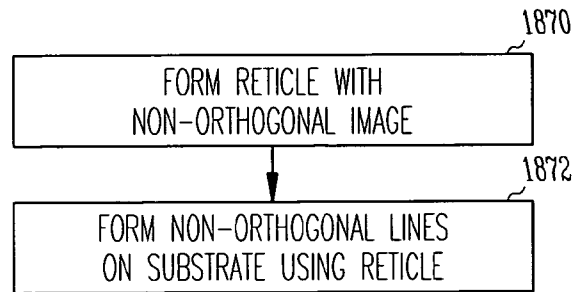 1870
FORM RETICLE WITH
NON-ORTHOGONAL IMAGE
1872
FORM NON-ORTHOGONAL LINES
ON SUBSTRATE USING RETICLE